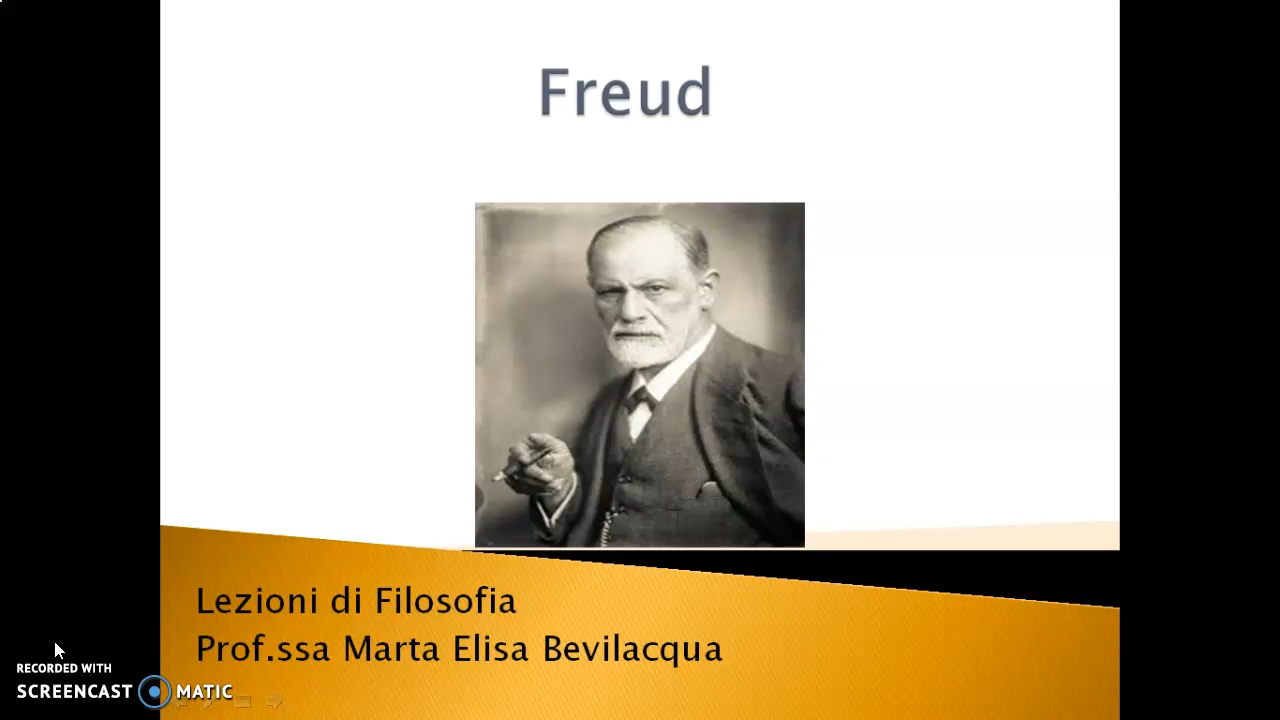 Freud
Lezioni di Filosofia
Prof.ssa Marta Elisa Bevilacqua
RECORDED WITH
SCREENCAST MATIC